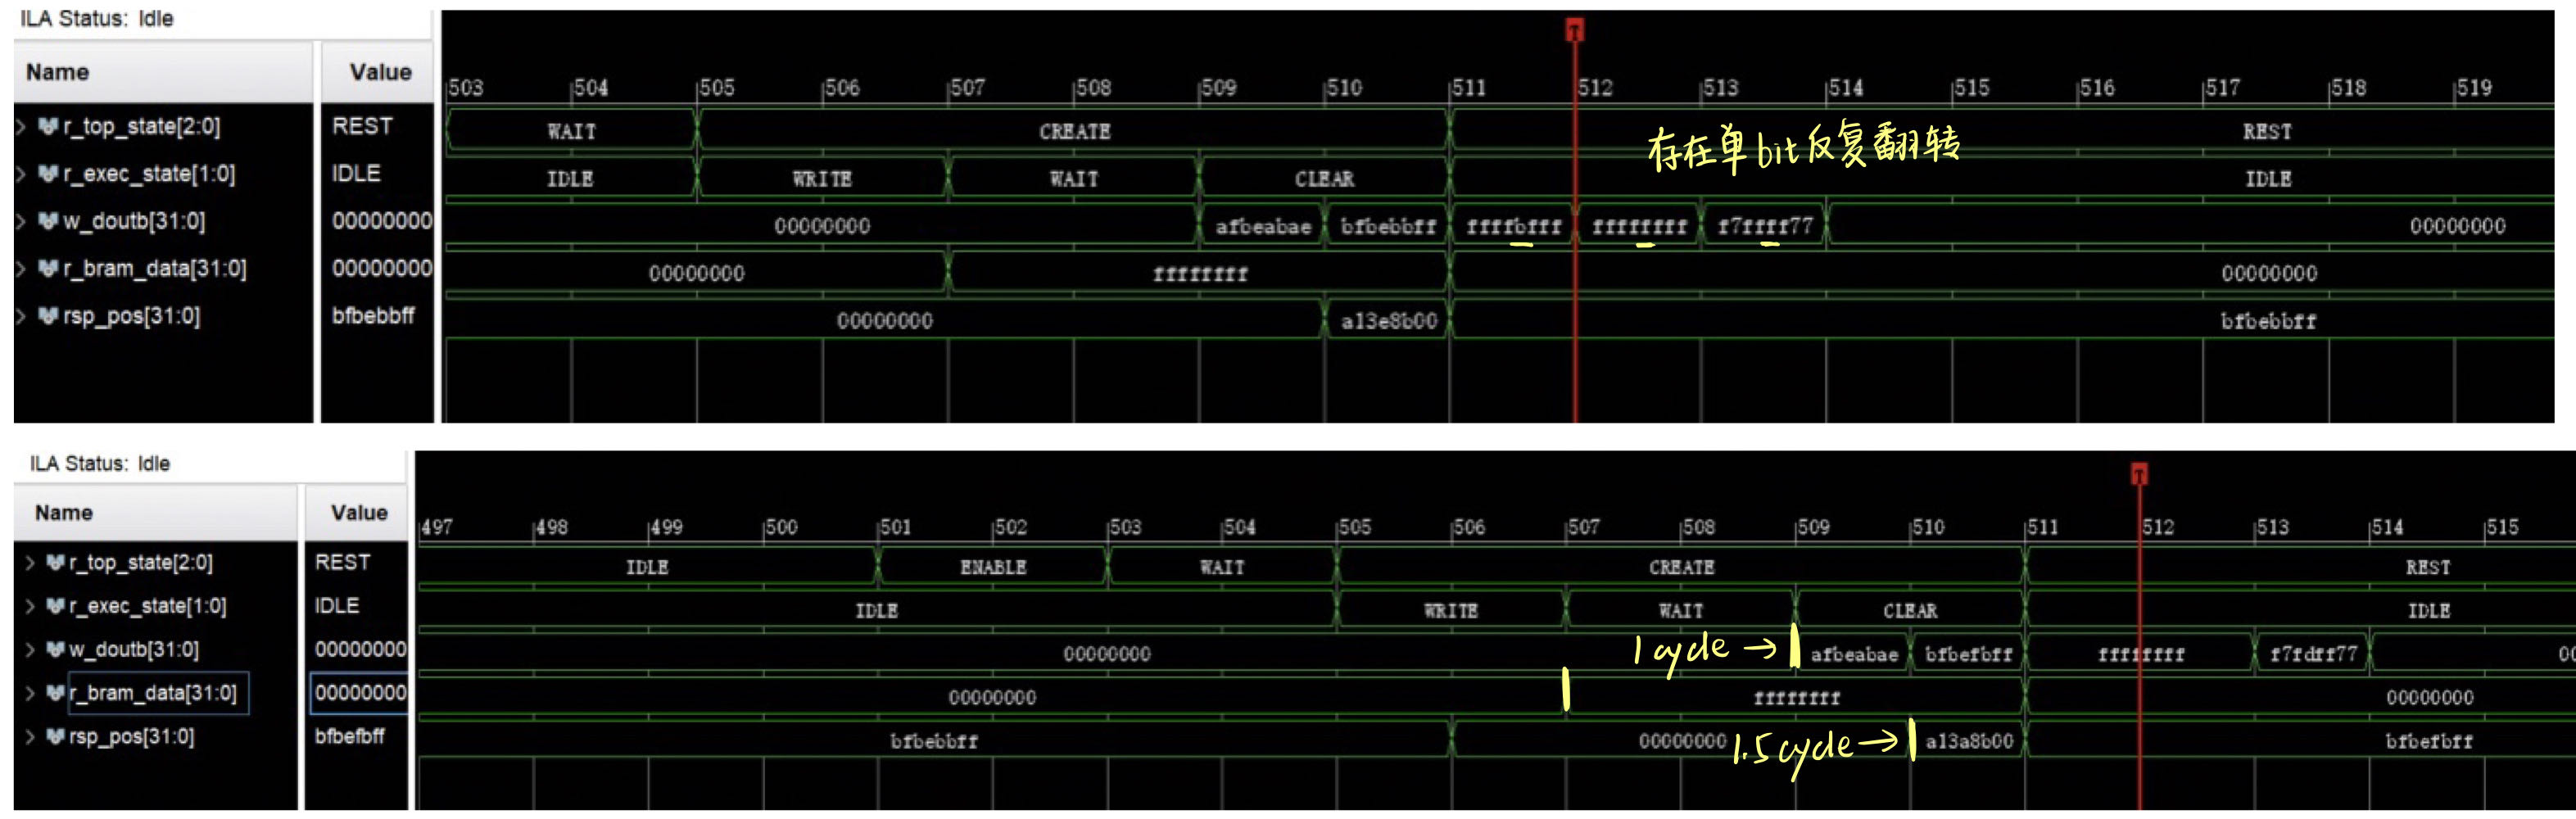 ILA Status: Idle
Name Value
503 504 505 506 507 508 509 510 511 512 513 514 515 516 517 518 519
T
r_top_state[2:0] REST WAIT CREATE REST
存在单bit反复翻转
r_exec_state[1:0] IDLE IDLE WRITE WAIT CLEAR IDLE
w_doutb[31:0] 00000000 00000000 afbeabae bfbebbff ffffbfff ffffffff f7ffff77 00000000
r_bram_data[31:0] 00000000 00000000 ffffffff 00000000
rsp_pos[31:0] bfbebbff 00000000 a13e8b00 bfbebbff
ILA Status: Idle
Name Value
497 498 499 500 501 502 503 504 505 506 507 508 509 510 511 512 513 514 515
T
r_top_state[2:0] REST IDLE ENABLE WAIT CREATE REST
r_exec_state[1:0] IDLE IDLE WRITE WAIT CLEAR IDLE
w_doutb[31:0] 00000000 00000000 1 cycle → afbeabae bfbefbff ffffffff f7fdff77 00
r_bram_data[31:0] 00000000 00000000 ffffffff 00000000
rsp_pos[31:0] bfbefbff bfbebbff 00000000 1.5 cycle → a13a8b00 bfbefbff